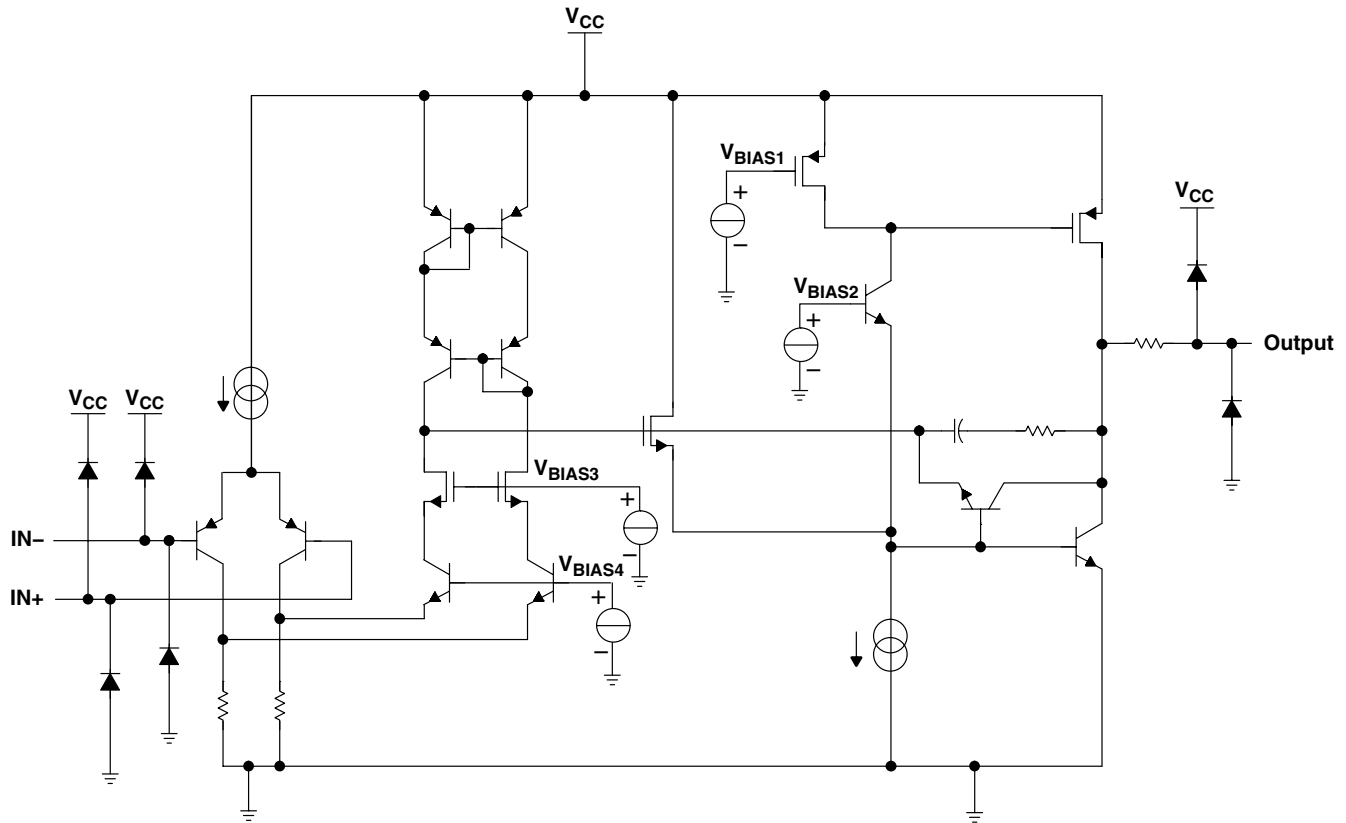 VCC
VBIAS1
VCC
VBIAS2
Output
VCC
VCC
VBIAS3
IN–
VBIAS4
IN+